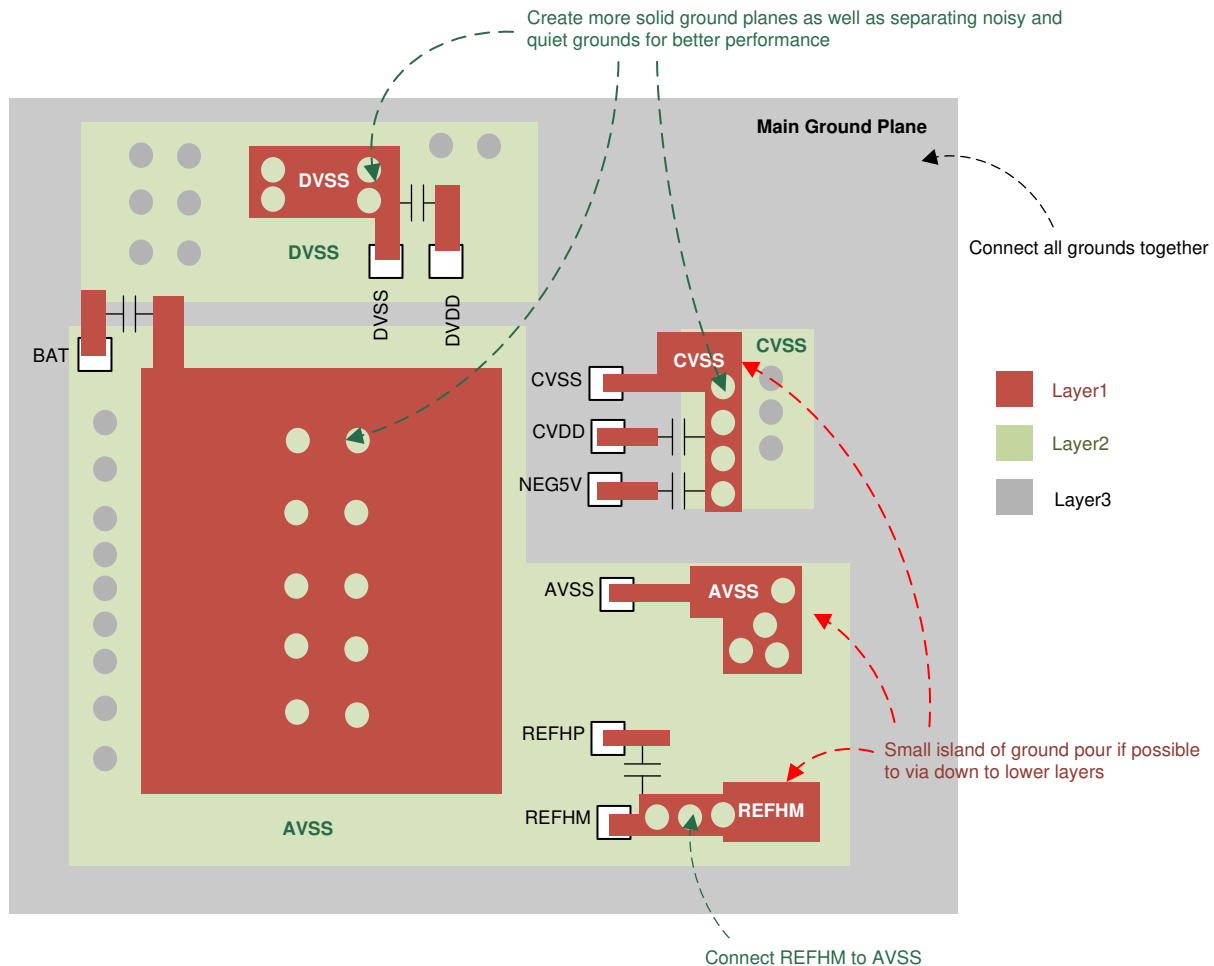 Create more solid ground planes as well as separating noisy and
quiet grounds for better performance
Main Ground Plane
Connect all grounds together
DVSS
DVSS
DVSS
DVDD
BAT
CVSS
CVSS
CVSS
CVDD
NEG5V
Layer1
Layer2
Layer3
AVSS
AVSS
REFHP
Small island of ground pour if possible
to via down to lower layers
REFHM
REFHM
AVSS
Connect REFHM to AVSS